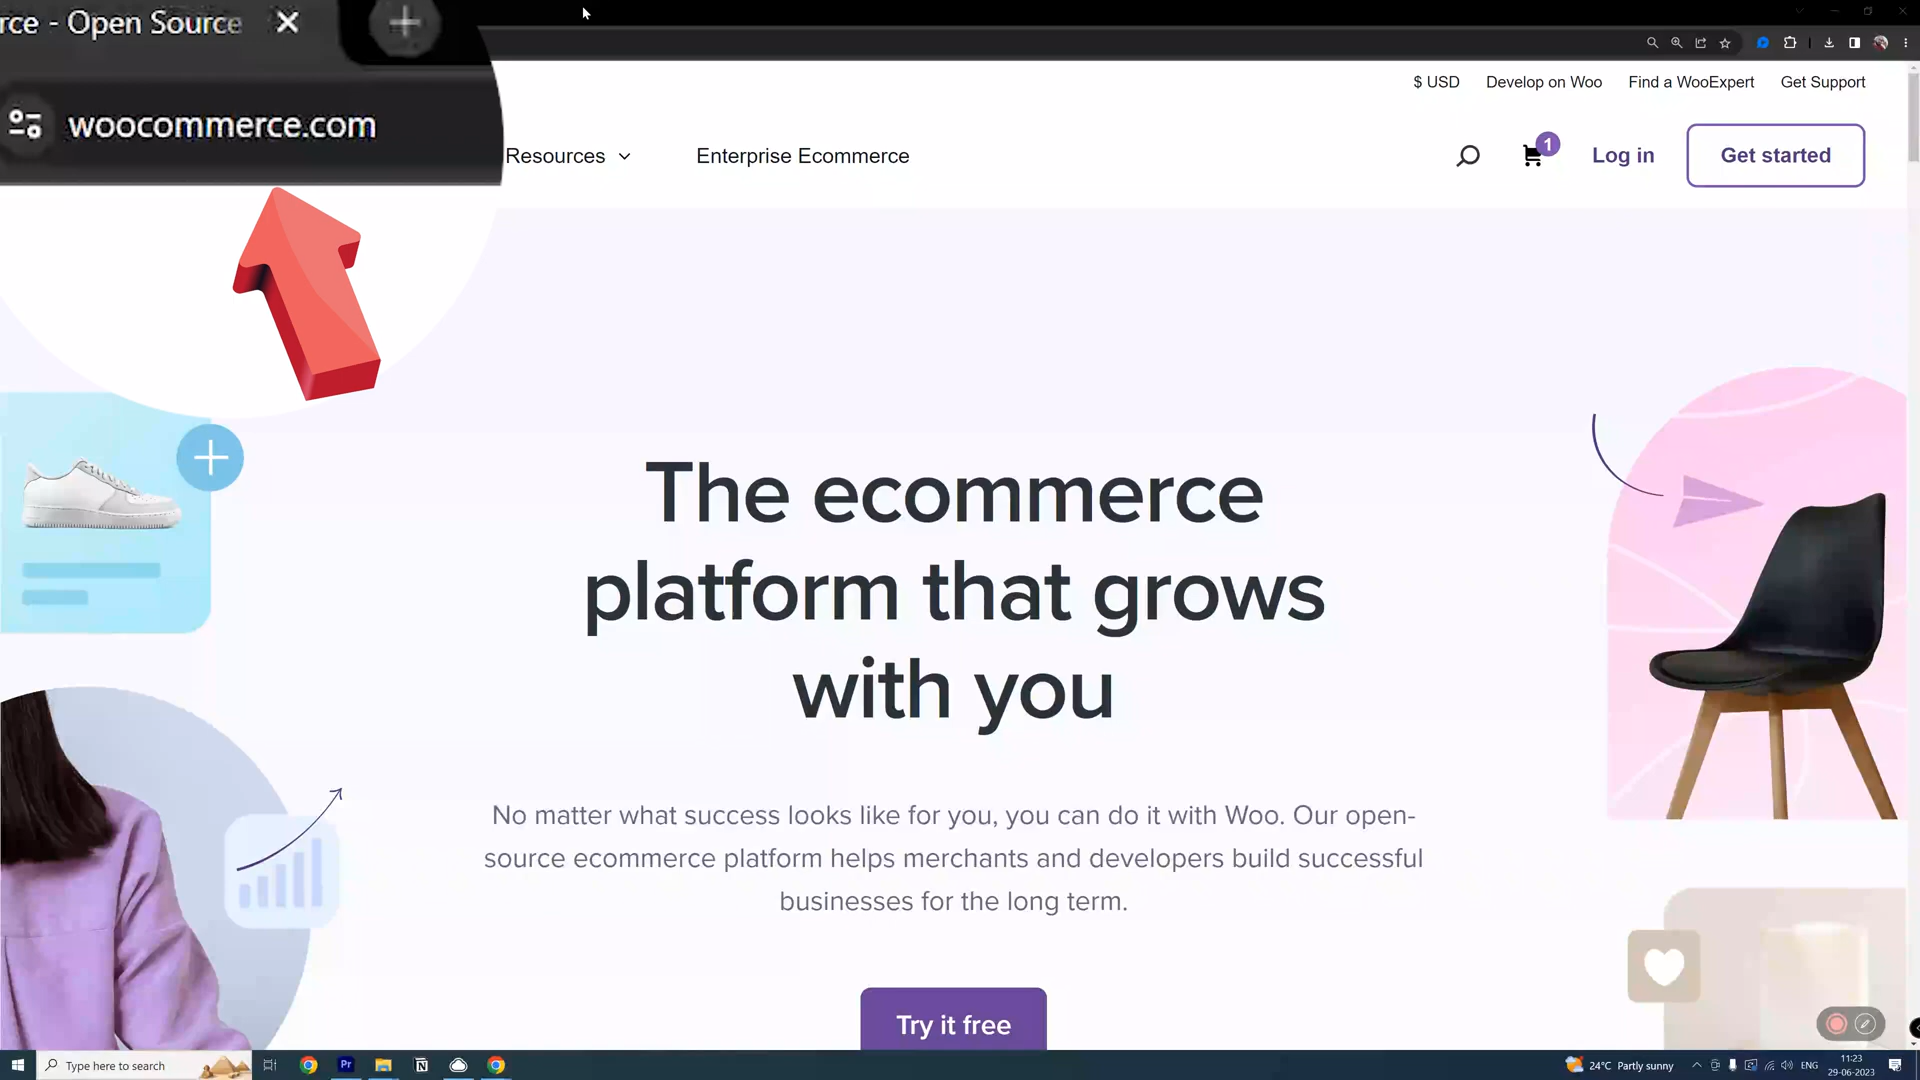 rce - Open Source
woocommerce.com
$ USD Develop on Woo Find a WooExpert Get Support
Resources Enterprise Ecommerce 1 Log in Get started
The ecommerce
platform that grows
with you
No matter what success looks like for you, you can do it with Woo. Our open-
source ecommerce platform helps merchants and developers build successful
businesses for the long term.
Try it free
Type here to search Pr N 24°C Partly sunny ENG 11:23
29-06-2023